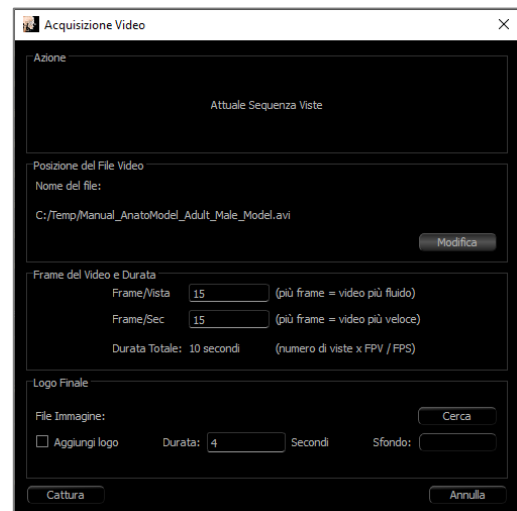 Acquisizione Video
Azione
Attuale Sequenza Viste
Posizione del File Video
Nome del file:
C:/Temp/Manual_AnatoModel_Adult_Male_Model.avi
Modifica
Frame del Video e Durata
Frame/Vista 15 (più frame = video più fluido)
Frame/Sec 15 (più frame = video più veloce)
Durata Totale: 10 secondi (numero di viste x FPV / FPS)
Logo Finale
File Immagine: Cerca
Aggiungi logo Durata: 4 Secondi Sfondo:
Cattura Annulla